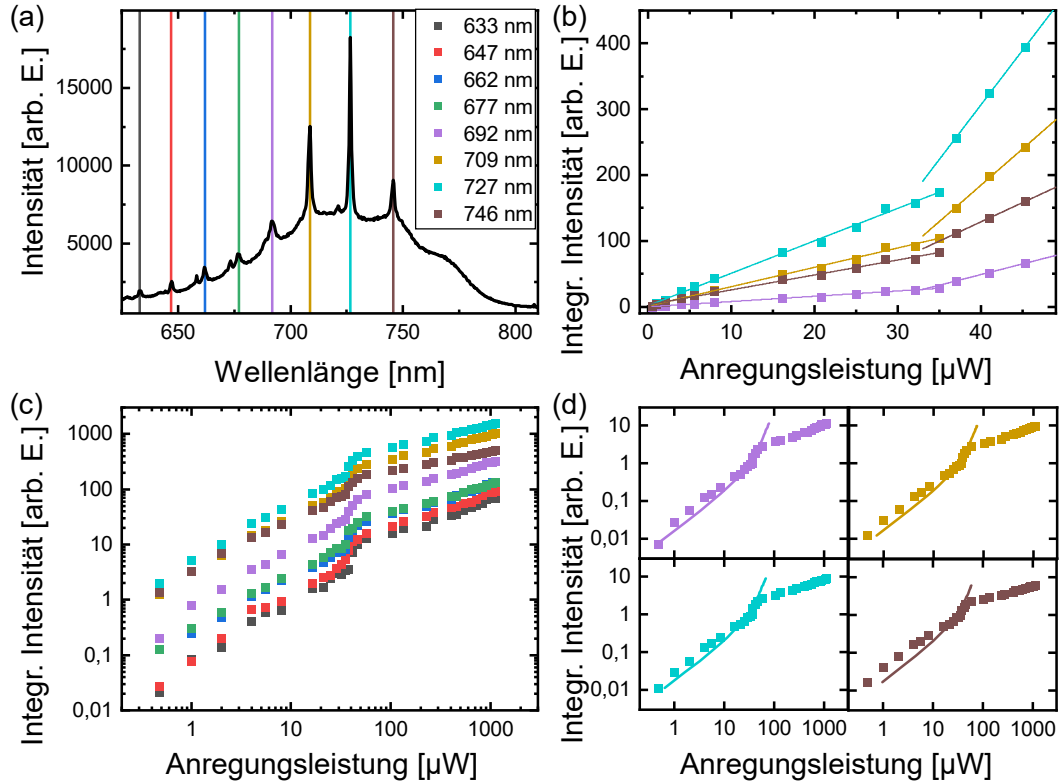 (a)
Intensität [arb. E.]
15000
10000
5000
650
700
750
800
Wellenlänge [nm]
633 nm
647 nm
662 nm
677 nm
692 nm
709 nm
727 nm
746 nm
(b)
Integr. Intensität [arb. E.]
400
300
200
100
0
0
10
20
30
40
Anregungsleistung [µW]
(c)
Integr. Intensität [arb. E.]
1000
100
10
1
0,1
0,01
1
10
100
1000
Anregungsleistung [µW]
(d)
Integr. Intensität [arb. E.]
10
1
0,1
0,01
10
1
0,1
0,01
1
10
100
1000
1
10
100
1000
Anregungsleistung [µW]